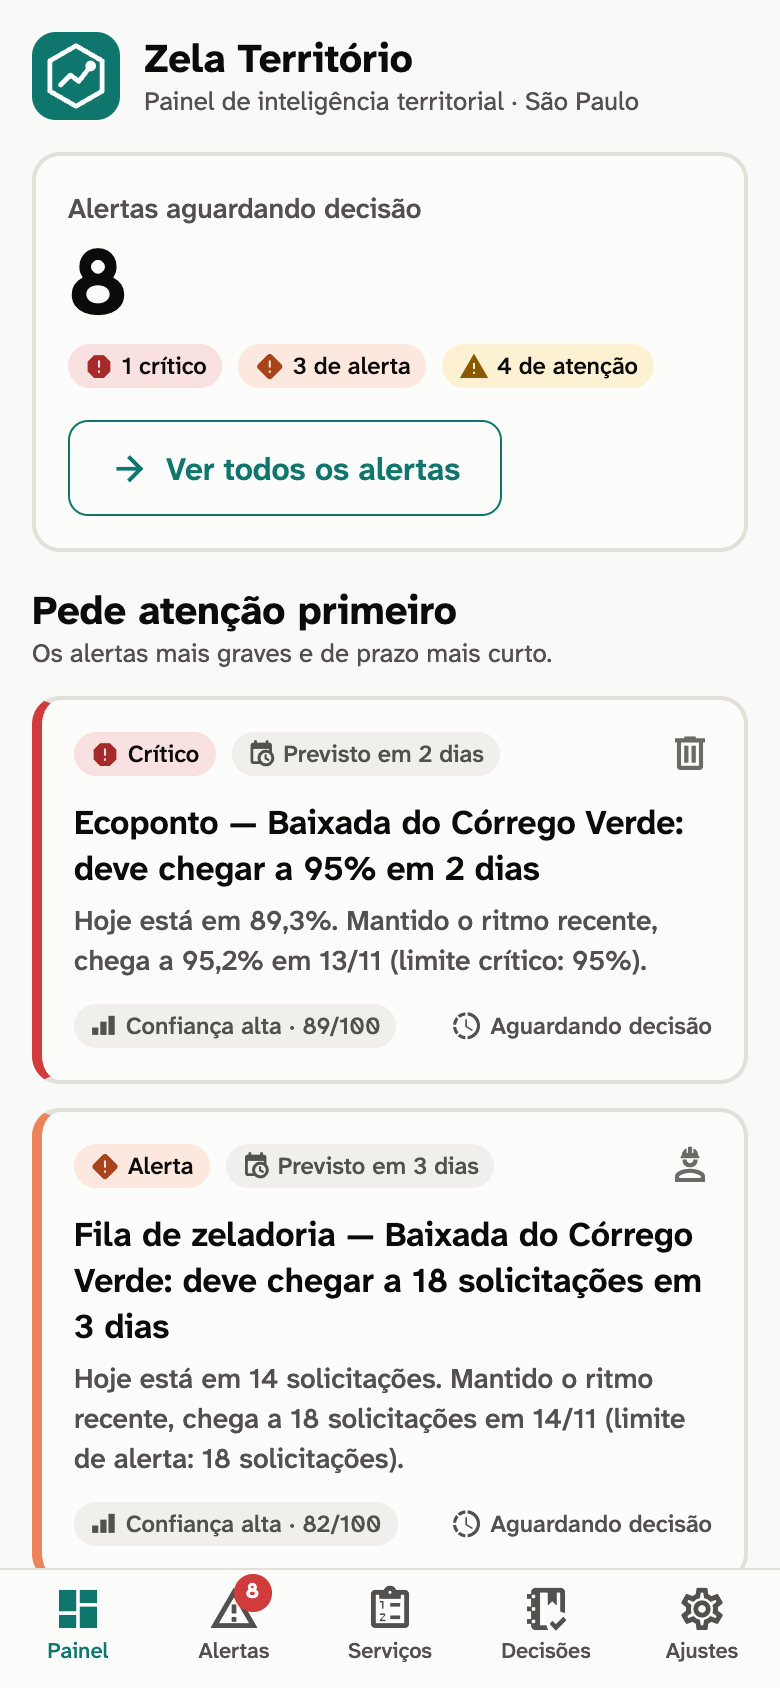 Zela Território
Painel de inteligência territorial · São Paulo
Alertas aguardando decisão
8
1 crítico
3 de alerta
4 de atenção
Ver todos os alertas
Pede atenção primeiro
Os alertas mais graves e de prazo mais curto.
Crítico
Previsto em 2 dias
Ecoponto — Baixada do Córrego Verde:
deve chegar a 95% em 2 dias
Hoje está em 89,3%. Mantido o ritmo recente,
chega a 95,2% em 13/11 (limite crítico: 95%).
Confiança alta · 89/100
Aguardando decisão
Alerta
Previsto em 3 dias
Fila de zeladoria — Baixada do Córrego
Verde: deve chegar a 18 solicitações em
3 dias
Hoje está em 14 solicitações. Mantido o ritmo
recente, chega a 18 solicitações em 14/11 (limite
de alerta: 18 solicitações).
Confiança alta · 82/100
Aguardando decisão
8
Painel
Alertas
Serviços
Decisões
Ajustes